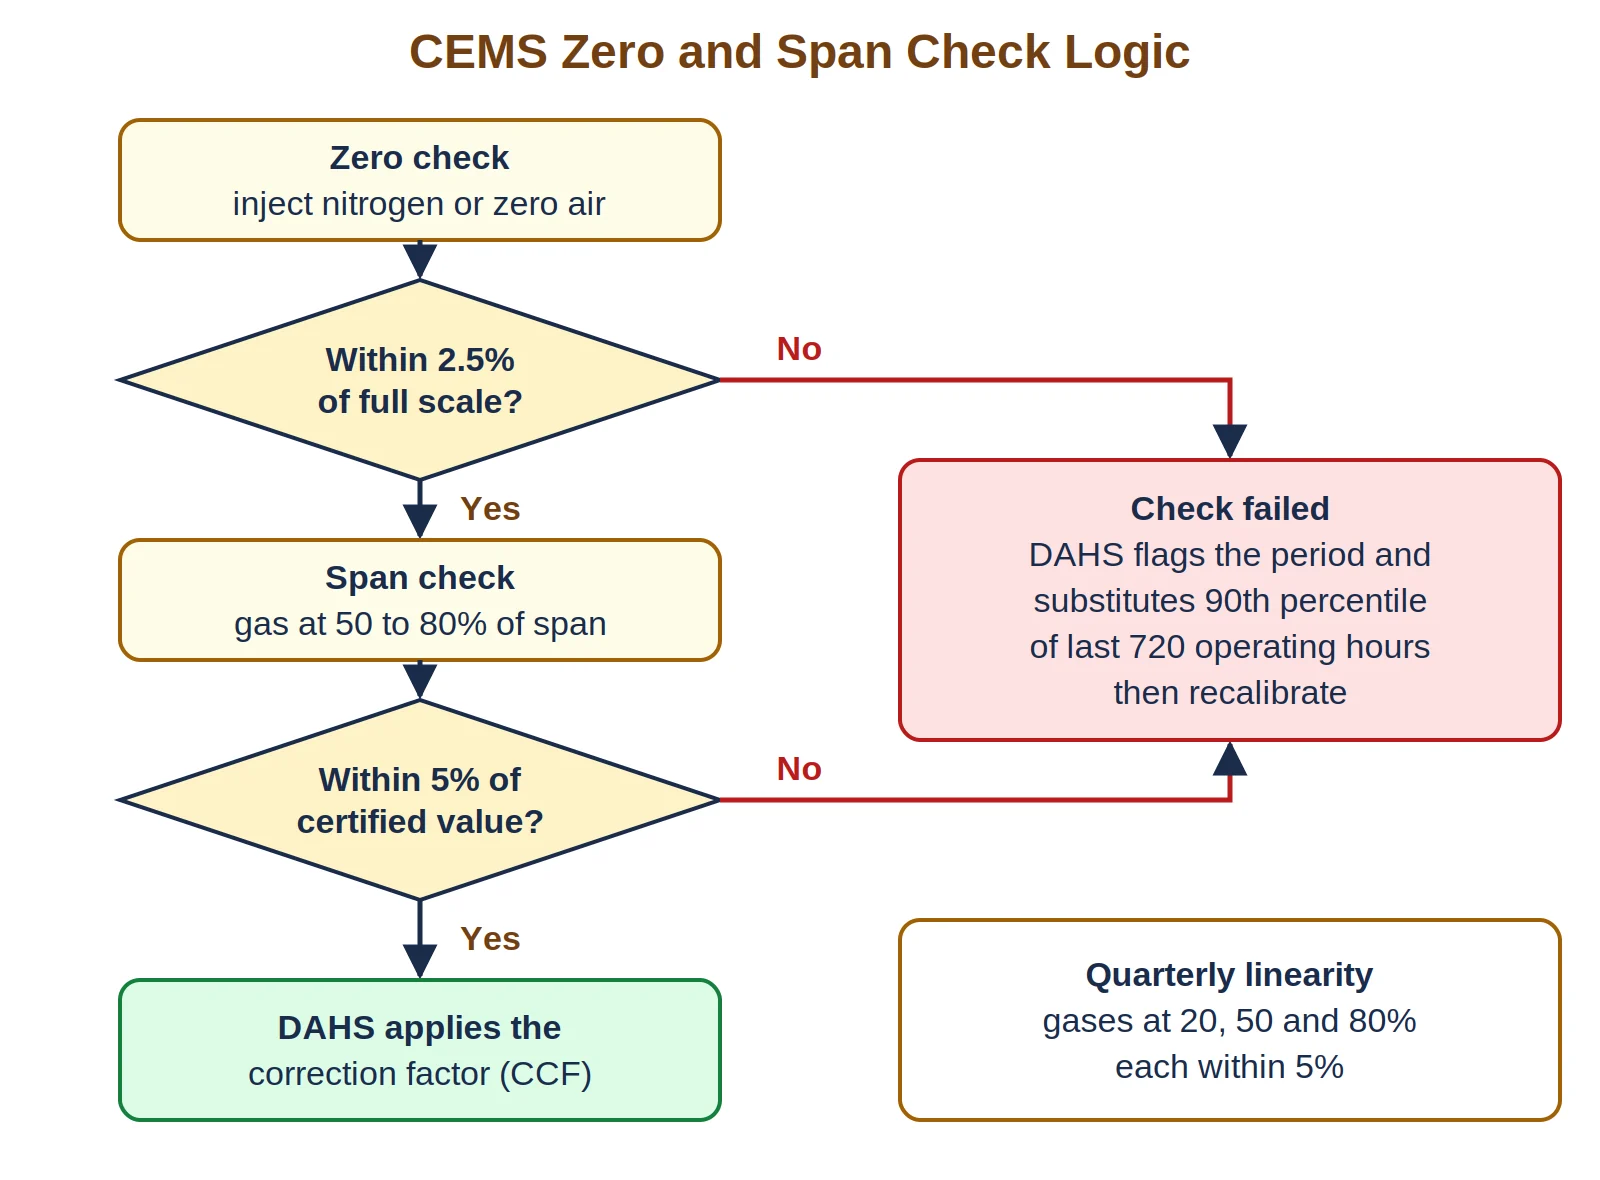 CEMS Zero and Span Check Logic
Zero check
inject nitrogen or zero air
Within 2.5%
of full scale?
No
Yes
Span check
gas at 50 to 80% of span
Check failed
DAHS flags the period and
substitutes 90th percentile
of last 720 operating hours
then recalibrate
Within 5% of
certified value?
No
Yes
DAHS applies the
correction factor (CCF)
Quarterly linearity
gases at 20, 50 and 80%
each within 5%